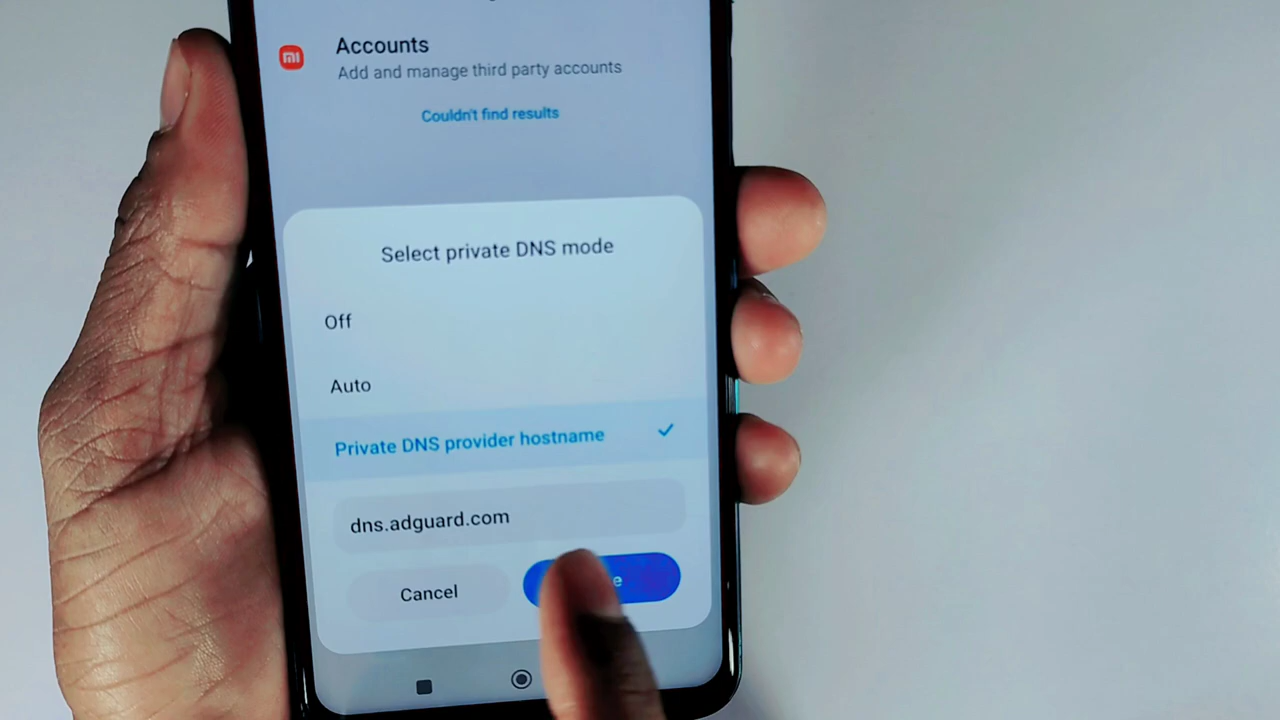 Accounts
Add and manage third party accounts
Couldn't find results
Select private DNS mode
Off
Auto
Private DNS provider hostname
dns.adguard.com
Cancel